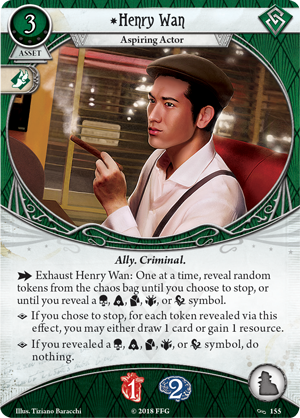 3
*Henry Wan
Aspiring Actor
ASSET
Ally. Criminal.
Exhaust Henry Wan: One at a time, reveal random
tokens from the chaos bag until you choose to stop, or
until you reveal a , , , , or symbol.
If you chose to stop, for each token revealed via this
effect, you may either draw 1 card or gain 1 resource.
If you revealed a , , , , or symbol, do
nothing.
1
2
Illus. Tiziano Baracchi
© 2018 FFG
155